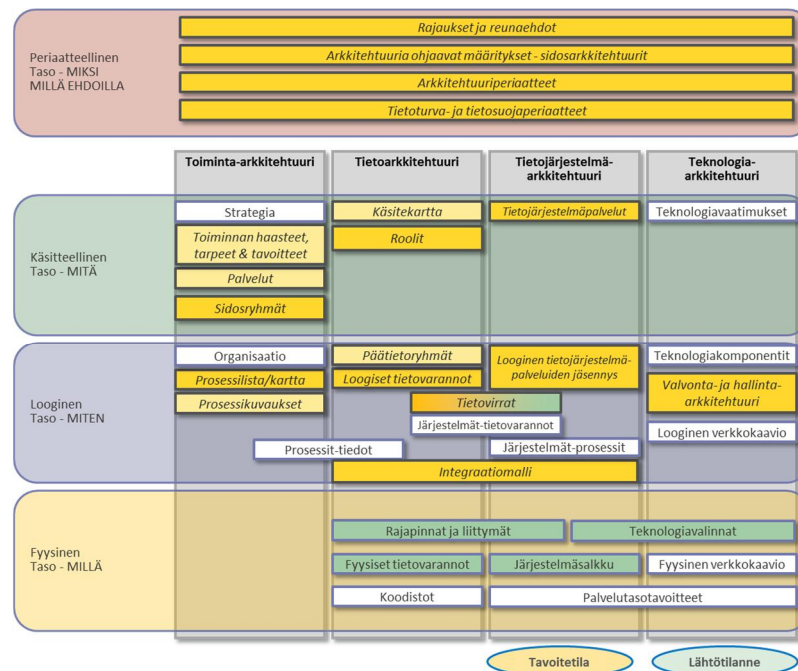 Periaatteellinen
Taso - MIKSI
MILLÄ EHDOILLA
Rajaukset ja reunaehdot
Arkkitehtuuria ohjaavat määritykset - sidosarkkitehtuurit
Arkkitehtuuriperiaatteet
Tietoturva- ja tietosuojaperiaatteet
Toiminta-arkkitehtuuri
Tietoarkkitehtuuri
Tietojärjestelmä-
arkkitehtuuri
Teknologia-
arkkitehtuuri
Käsitteellinen
Taso - MITÄ
Strategia
Toiminnan haasteet,
tarpeet & tavoitteet
Palvelut
Sidosryhmät
Käsitekartta
Roolit
Tietojärjestelmäpalvelut
Teknologiavaatimukset
Looginen
Taso - MITEN
Organisaatio
Prosessilista/kartta
Prosessikuvaukset
Päätietoryhmät
Loogiset tietovarannot
Looginen tietojärjestelmä-
palveluiden jäsennys
Teknologiakomponentit
Valvonta- ja hallinta-
arkkitehtuuri
Looginen verkkokaavio
Tietovirrat
Järjestelmät-tietovarannot
Prosessit-tiedot
Järjestelmät-prosessit
Integraatiomalli
Fyysinen
Taso - MILLÄ
Rajapinnat ja liittymät
Teknologiavalinnat
Fyysiset tietovarannot
Järjestelmäsalkku
Fyysinen verkkokaavio
Koodistot
Palvelutasotavoitteet
Tavoitetila
Lähtötilanne